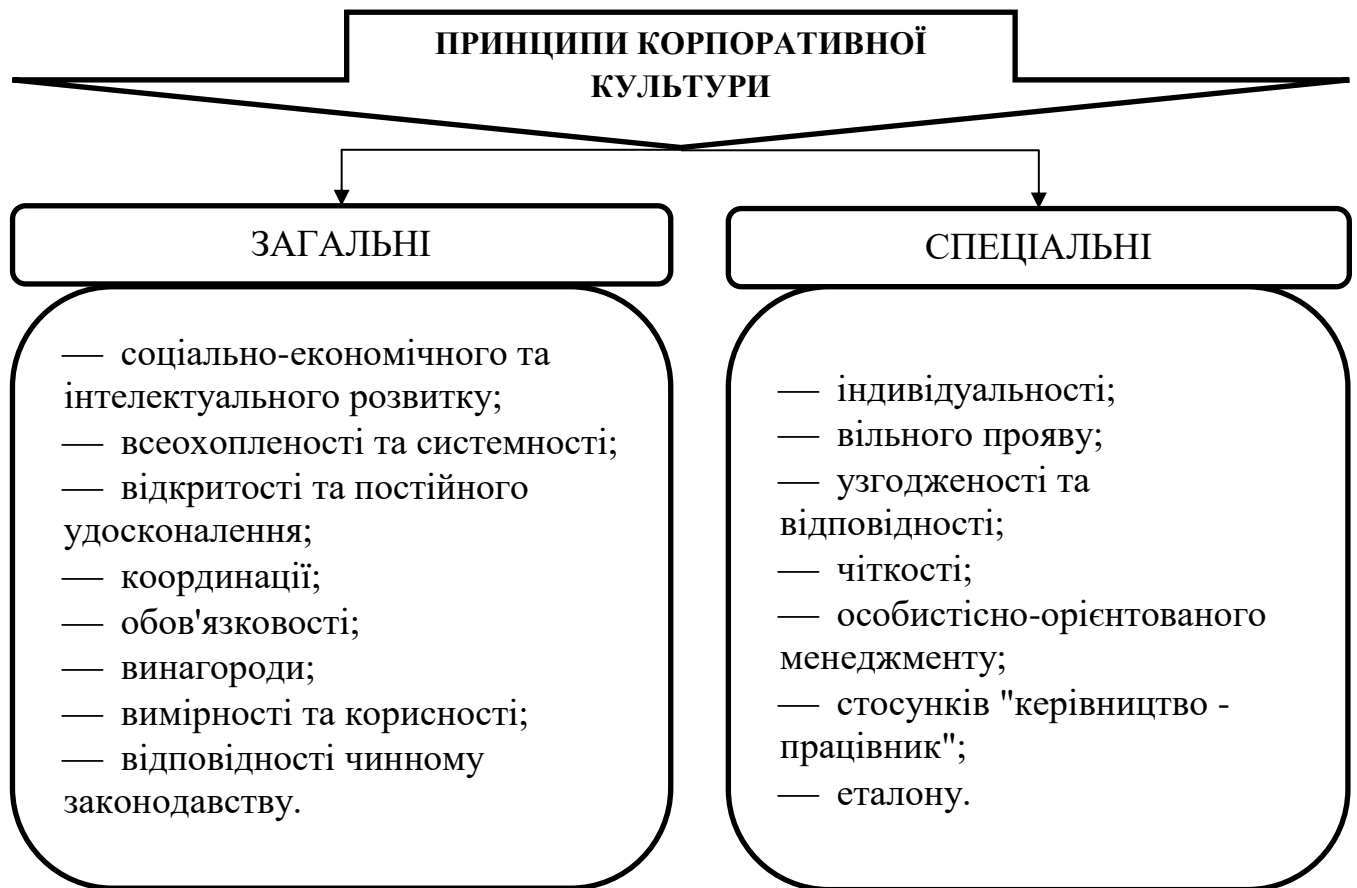 ПРИНЦИПИ КОРПОРАТИВНОЇ
КУЛЬТУРИ
ЗАГАЛЬНІ
— соціально-економічного та
інтелектуального розвитку;
— всеохопленості та системності;
— відкритості та постійного
удосконалення;
— координації;
— обов'язковості;
— винагороди;
— вимірності та корисності;
— відповідності чинному
законодавству.
СПЕЦІАЛЬНІ
— індивідуальності;
— вільного прояву;
— узгодженості та
відповідності;
— чіткості;
— особистісно-орієнтованого
менеджменту;
— стосунків "керівництво -
працівник";
— еталону.